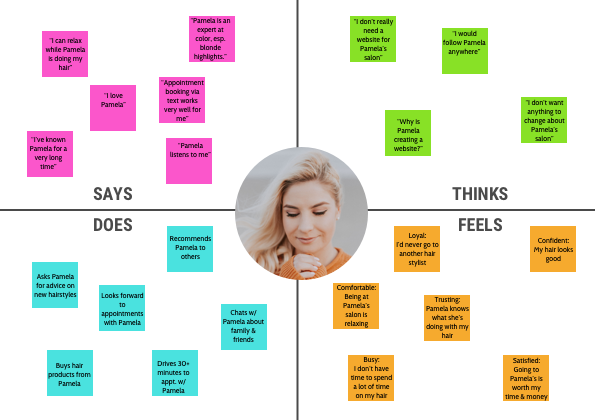 "I can relax
while Pamela
is doing my
hair"
"Pamela is an
expert at
color, esp.
blonde
highlights."
"I love
Pamela"
"Appointment
booking via
text works
very well for
me"
"I've known
Pamela for a
very long
time"
"Pamela
listens to me"
SAYS
"I don't really
need a
website for
Pamela's
salon"
"I would
follow Pamela
anywhere"
"Why is
Pamela
creating a
website?"
"I don't want
anything to
change about
Pamela's
salon"
THINKS
DOES
Recommends
Pamela to
others
Asks Pamela
for advice on
new hairstyles
Looks forward
to
appointments
with Pamela
Chats w/
Pamela about
family &
friends
Buys hair
products from
Pamela
Drives 30+
minutes to
appt. w/
Pamela
FEELS
Loyal:
I'd never go to
another hair
stylist
Confident:
My hair looks
good
Comfortable:
Being at
Pamela's
salon is
relaxing
Trusting:
Pamela knows
what she's
doing with my
hair
Busy:
I don't have
time to spend
a lot of time
on my hair
Satisfied:
Going to
Pamela's is
worth my
time & money